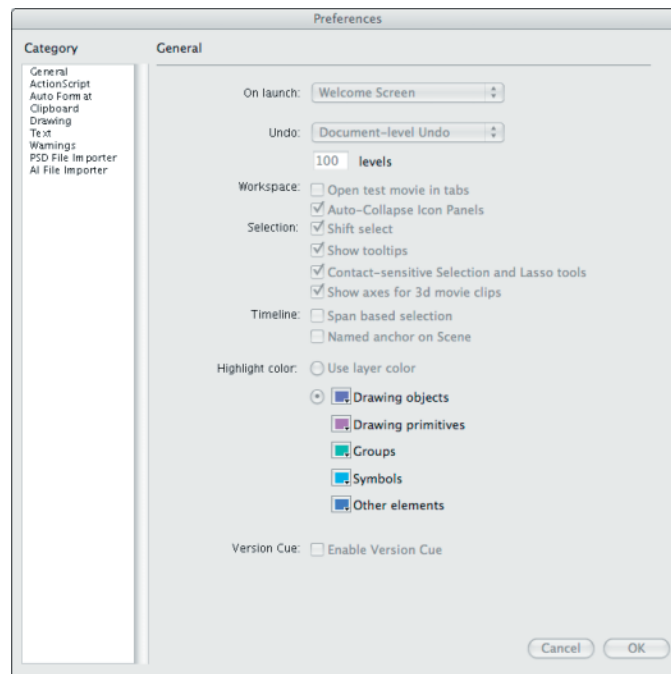 Preferences
Category
General
ActionScript
Auto Format
Clipboard
Drawing
Text
Warnings
PSD File Importer
AI File Importer
General
On launch: Welcome Screen
Undo: Document-level Undo
100 levels
Workspace: Open test movie in tabs
Auto-Collapse Icon Panels
Selection: Shift select
Show tooltips
Contact-sensitive Selection and Lasso tools
Show axes for 3d movie clips
Timeline: Span based selection
Named anchor on Scene
Highlight color: Use layer color
Drawing objects
Drawing primitives
Groups
Symbols
Other elements
Version Cue: Enable Version Cue
Cancel OK